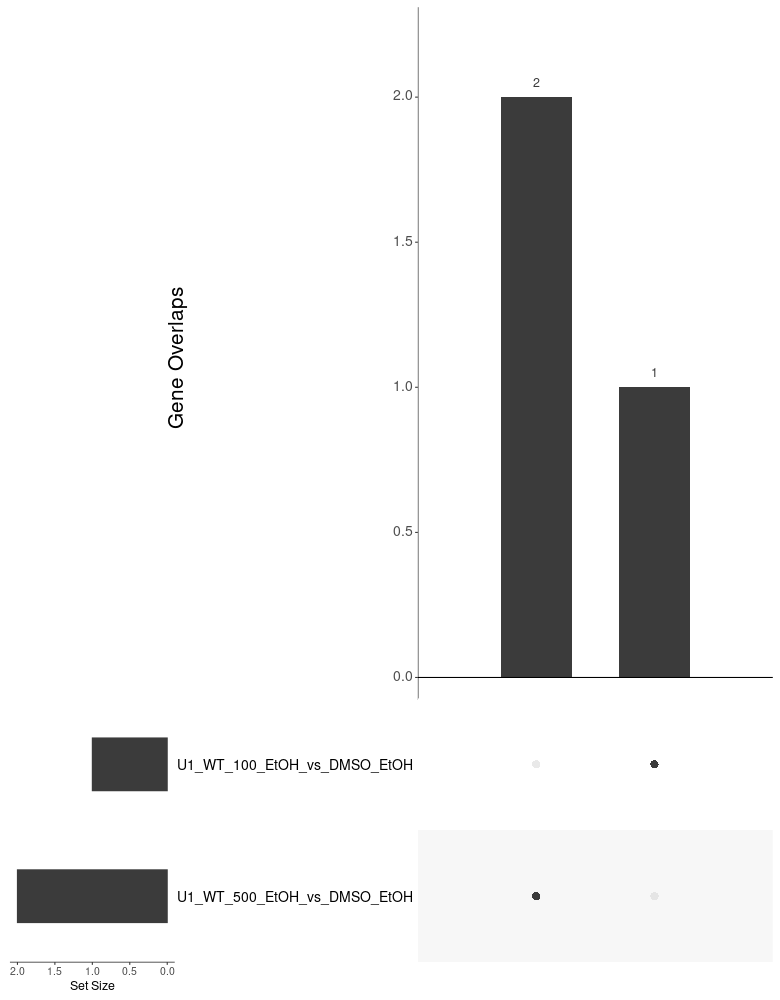 2
2.0
1.5
Gene Overlaps
1
1.0
0.5
0.0
U1_WT_100_EtOH_vs_DMSO_EtOH
U1_WT_500_EtOH_vs_DMSO_EtOH
2.0 1.5 1.0 0.5 0.0
Set Size